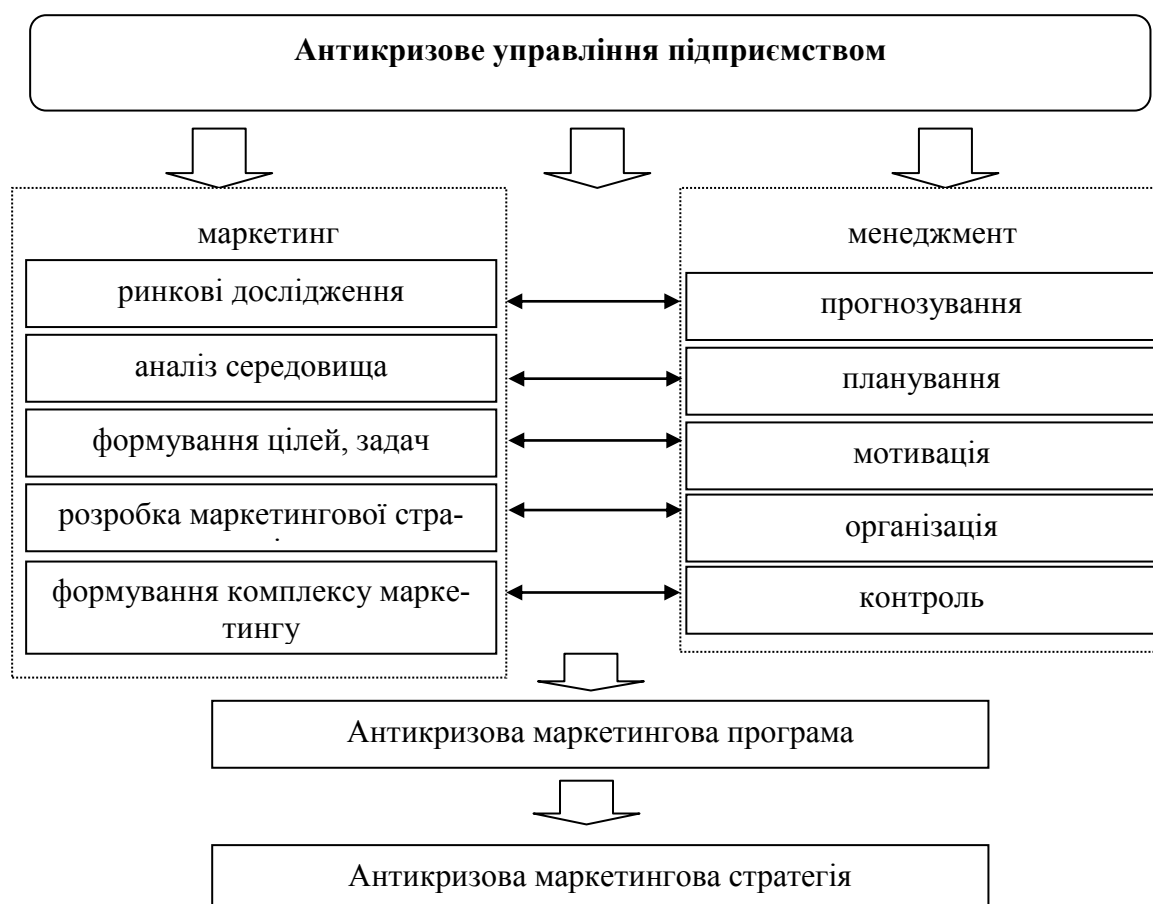 Антикризове управління підприємством
маркетинг
ринкові дослідження
аналіз середовища
формування цілей, задач
розробка маркетингової стра-
формування комплексу марке-
тингу
менеджмент
прогнозування
планування
мотивація
організація
контроль
Антикризова маркетингова програма
Антикризова маркетингова стратегія